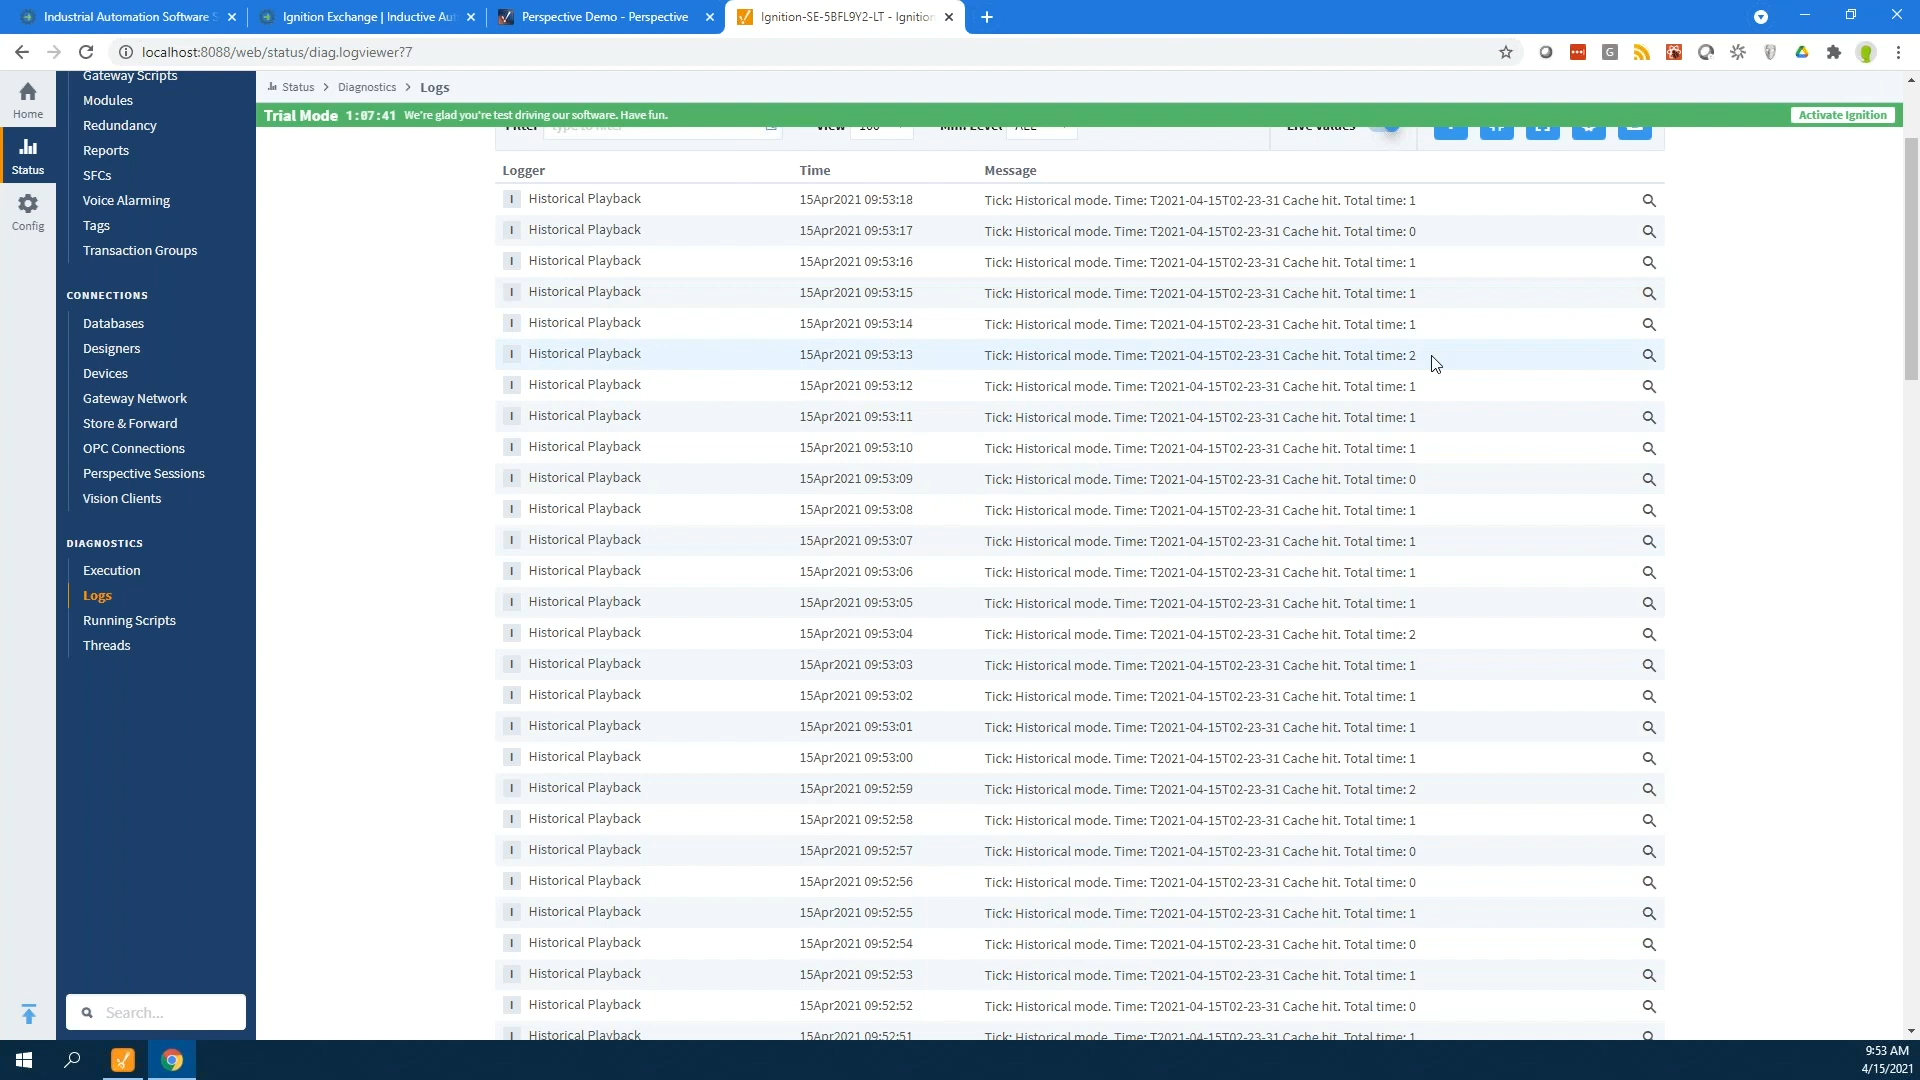 Industrial Automation Software S
Ignition Exchange | Inductive Aut
Perspective Demo - Perspective
Ignition-SE-5BFL9Y2-LT - Ignition
localhost:8088/web/status/diag.logviewer?7
Home
Status
Config
Gateway Scripts
Modules
Redundancy
Reports
SFCs
Voice Alarming
Tags
Transaction Groups
CONNECTIONS
Databases
Designers
Devices
Gateway Network
Store & Forward
OPC Connections
Perspective Sessions
Vision Clients
DIAGNOSTICS
Execution
Logs
Running Scripts
Threads
Search...
Status > Diagnostics > Logs
Trial Mode 1:07:41 We're glad you're test driving our software. Have fun. Activate Ignition
Filter Type to filter View 100 Min Level ALL Live Values
Logger Time Message
I Historical Playback 15Apr2021 09:53:18 Tick: Historical mode. Time: T2021-04-15T02-23-31 Cache hit. Total time: 1
I Historical Playback 15Apr2021 09:53:17 Tick: Historical mode. Time: T2021-04-15T02-23-31 Cache hit. Total time: 0
I Historical Playback 15Apr2021 09:53:16 Tick: Historical mode. Time: T2021-04-15T02-23-31 Cache hit. Total time: 1
I Historical Playback 15Apr2021 09:53:15 Tick: Historical mode. Time: T2021-04-15T02-23-31 Cache hit. Total time: 1
I Historical Playback 15Apr2021 09:53:14 Tick: Historical mode. Time: T2021-04-15T02-23-31 Cache hit. Total time: 1
I Historical Playback 15Apr2021 09:53:13 Tick: Historical mode. Time: T2021-04-15T02-23-31 Cache hit. Total time: 2
I Historical Playback 15Apr2021 09:53:12 Tick: Historical mode. Time: T2021-04-15T02-23-31 Cache hit. Total time: 1
I Historical Playback 15Apr2021 09:53:11 Tick: Historical mode. Time: T2021-04-15T02-23-31 Cache hit. Total time: 1
I Historical Playback 15Apr2021 09:53:10 Tick: Historical mode. Time: T2021-04-15T02-23-31 Cache hit. Total time: 1
I Historical Playback 15Apr2021 09:53:09 Tick: Historical mode. Time: T2021-04-15T02-23-31 Cache hit. Total time: 0
I Historical Playback 15Apr2021 09:53:08 Tick: Historical mode. Time: T2021-04-15T02-23-31 Cache hit. Total time: 1
I Historical Playback 15Apr2021 09:53:07 Tick: Historical mode. Time: T2021-04-15T02-23-31 Cache hit. Total time: 1
I Historical Playback 15Apr2021 09:53:06 Tick: Historical mode. Time: T2021-04-15T02-23-31 Cache hit. Total time: 1
I Historical Playback 15Apr2021 09:53:05 Tick: Historical mode. Time: T2021-04-15T02-23-31 Cache hit. Total time: 1
I Historical Playback 15Apr2021 09:53:04 Tick: Historical mode. Time: T2021-04-15T02-23-31 Cache hit. Total time: 2
I Historical Playback 15Apr2021 09:53:03 Tick: Historical mode. Time: T2021-04-15T02-23-31 Cache hit. Total time: 1
I Historical Playback 15Apr2021 09:53:02 Tick: Historical mode. Time: T2021-04-15T02-23-31 Cache hit. Total time: 1
I Historical Playback 15Apr2021 09:53:01 Tick: Historical mode. Time: T2021-04-15T02-23-31 Cache hit. Total time: 1
I Historical Playback 15Apr2021 09:53:00 Tick: Historical mode. Time: T2021-04-15T02-23-31 Cache hit. Total time: 1
I Historical Playback 15Apr2021 09:52:59 Tick: Historical mode. Time: T2021-04-15T02-23-31 Cache hit. Total time: 2
I Historical Playback 15Apr2021 09:52:58 Tick: Historical mode. Time: T2021-04-15T02-23-31 Cache hit. Total time: 1
I Historical Playback 15Apr2021 09:52:57 Tick: Historical mode. Time: T2021-04-15T02-23-31 Cache hit. Total time: 0
I Historical Playback 15Apr2021 09:52:56 Tick: Historical mode. Time: T2021-04-15T02-23-31 Cache hit. Total time: 0
I Historical Playback 15Apr2021 09:52:55 Tick: Historical mode. Time: T2021-04-15T02-23-31 Cache hit. Total time: 1
I Historical Playback 15Apr2021 09:52:54 Tick: Historical mode. Time: T2021-04-15T02-23-31 Cache hit. Total time: 0
I Historical Playback 15Apr2021 09:52:53 Tick: Historical mode. Time: T2021-04-15T02-23-31 Cache hit. Total time: 1
I Historical Playback 15Apr2021 09:52:52 Tick: Historical mode. Time: T2021-04-15T02-23-31 Cache hit. Total time: 0
I Historical Playback 15Apr2021 09:52:51 Tick: Historical mode. Time: T2021-04-15T02-23-31 Cache hit. Total time: 1
9:53 AM
4/15/2021